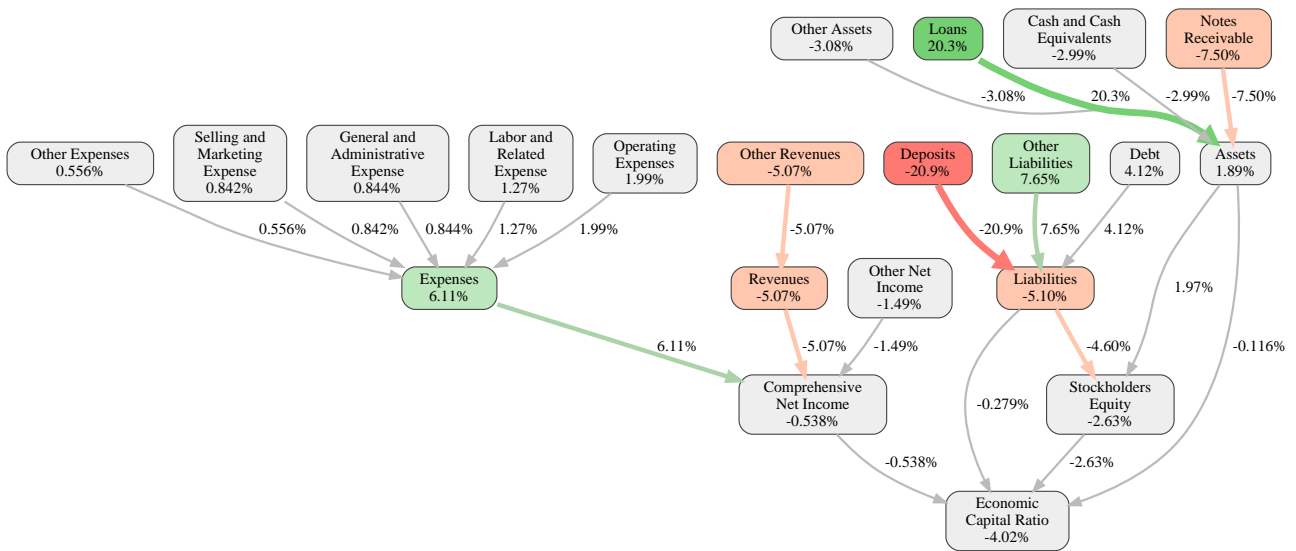 Other Assets
-3.08%
Loans
20.3%
Cash and Cash
Equivalents
-2.99%
Notes
Receivable
-7.50%
-3.08%
20.3%
-2.99%
-7.50%
Other Expenses
0.556%
Selling and
Marketing
Expense
0.842%
General and
Administrative
Expense
0.844%
Labor and
Related
Expense
1.27%
Operating
Expenses
1.99%
Other Revenues
-5.07%
Deposits
-20.9%
Other
Liabilities
7.65%
Debt
4.12%
Assets
1.89%
0.556%
0.842%
0.844%
1.27%
1.99%
-5.07%
-20.9%
7.65%
4.12%
Expenses
6.11%
Revenues
-5.07%
Other Net
Income
-1.49%
Liabilities
-5.10%
1.97%
6.11%
-5.07%
-1.49%
-4.60%
-0.116%
Comprehensive
Net Income
-0.538%
-0.279%
Stockholders
Equity
-2.63%
-0.538%
-2.63%
Economic
Capital Ratio
-4.02%